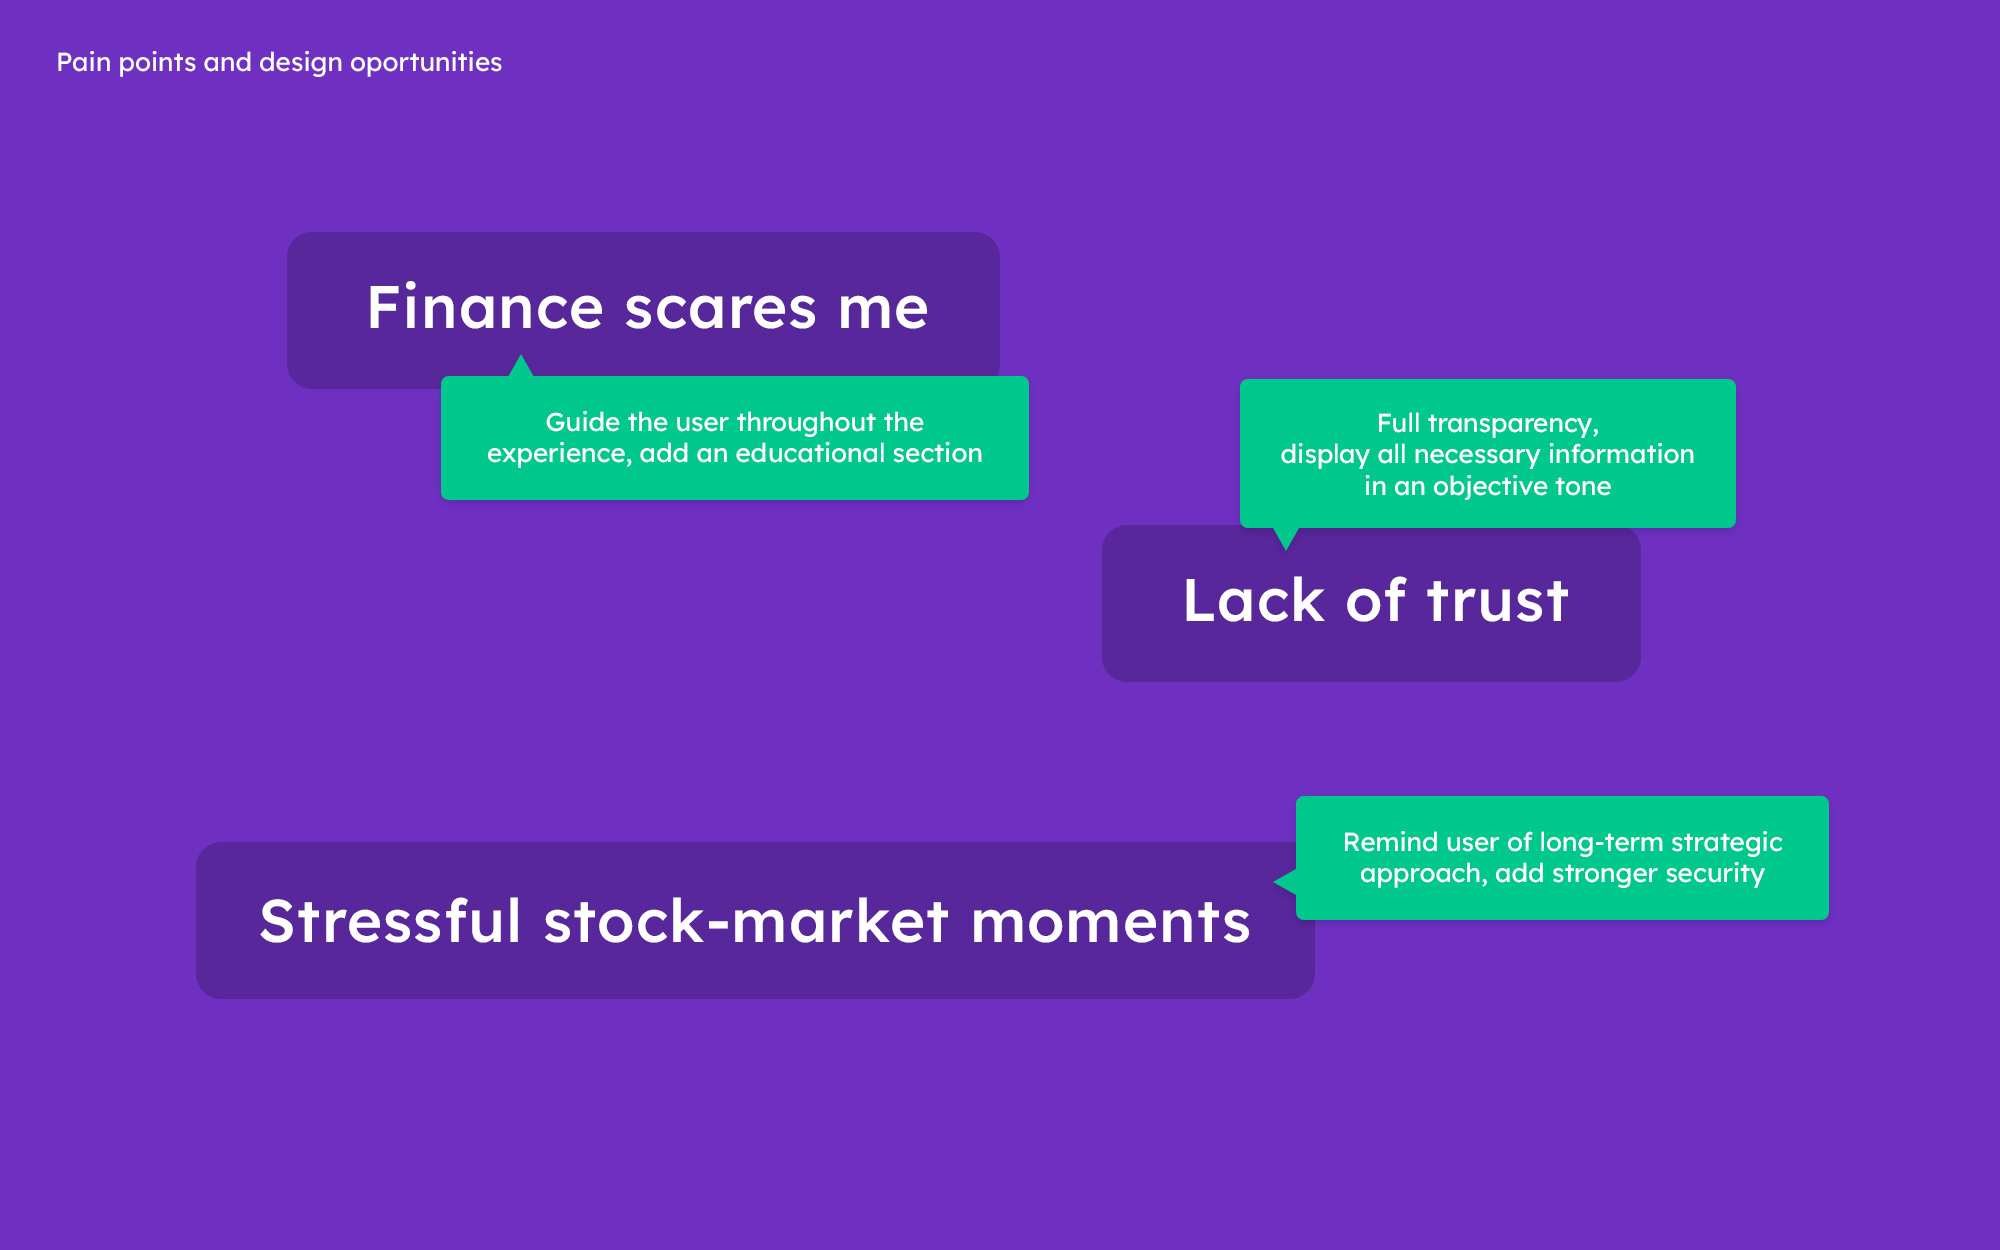 Pain points and design oportunities
Finance scares me
Guide the user throughout the
experience, add an educational section
Full transparency,
display all necessary information
in an objective tone
Lack of trust
Remind user of long-term strategic
approach, add stronger security
Stressful stock-market moments